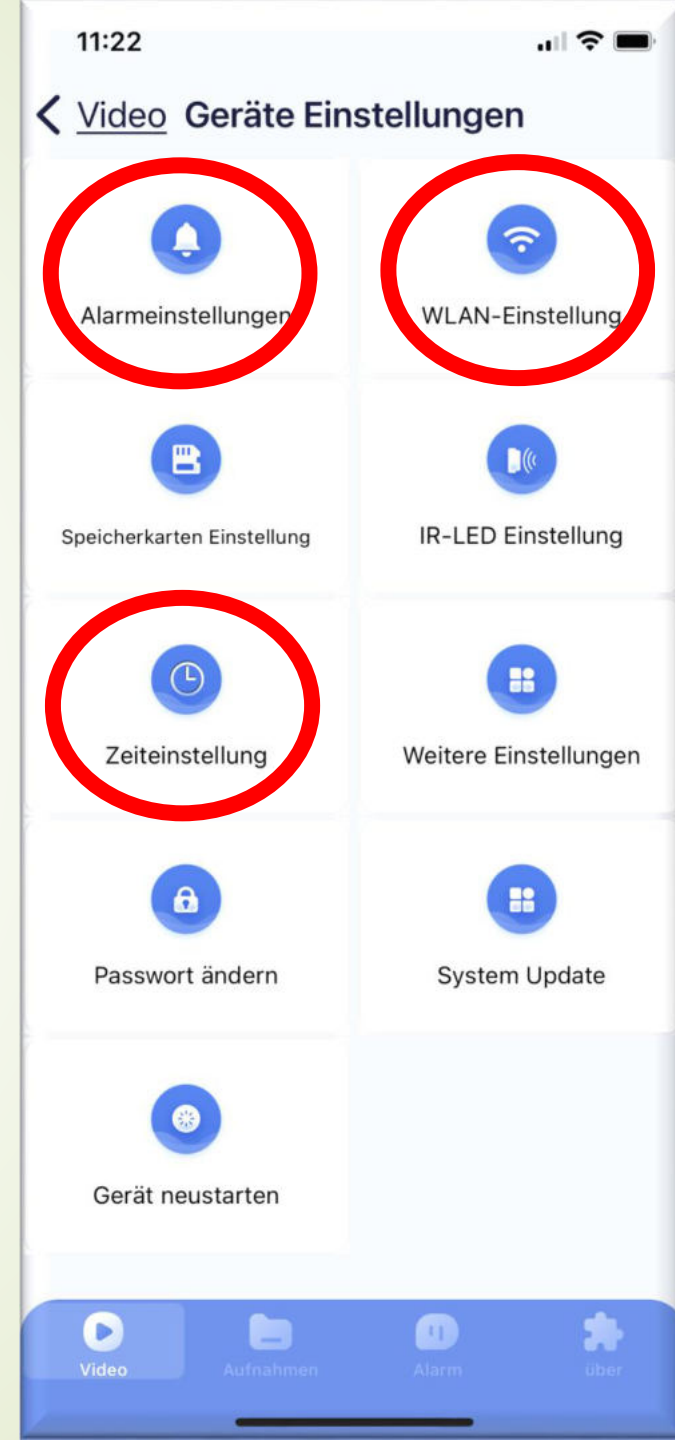 11:22
Video Geräte Einstellungen
Alarmeinstellungen WLAN-Einstellung
Speicherkarten Einstellung IR-LED Einstellung
Zeiteinstellung Weitere Einstellungen
Passwort ändern System Update
Gerät neustarten
Video Aufnahmen Alarm über